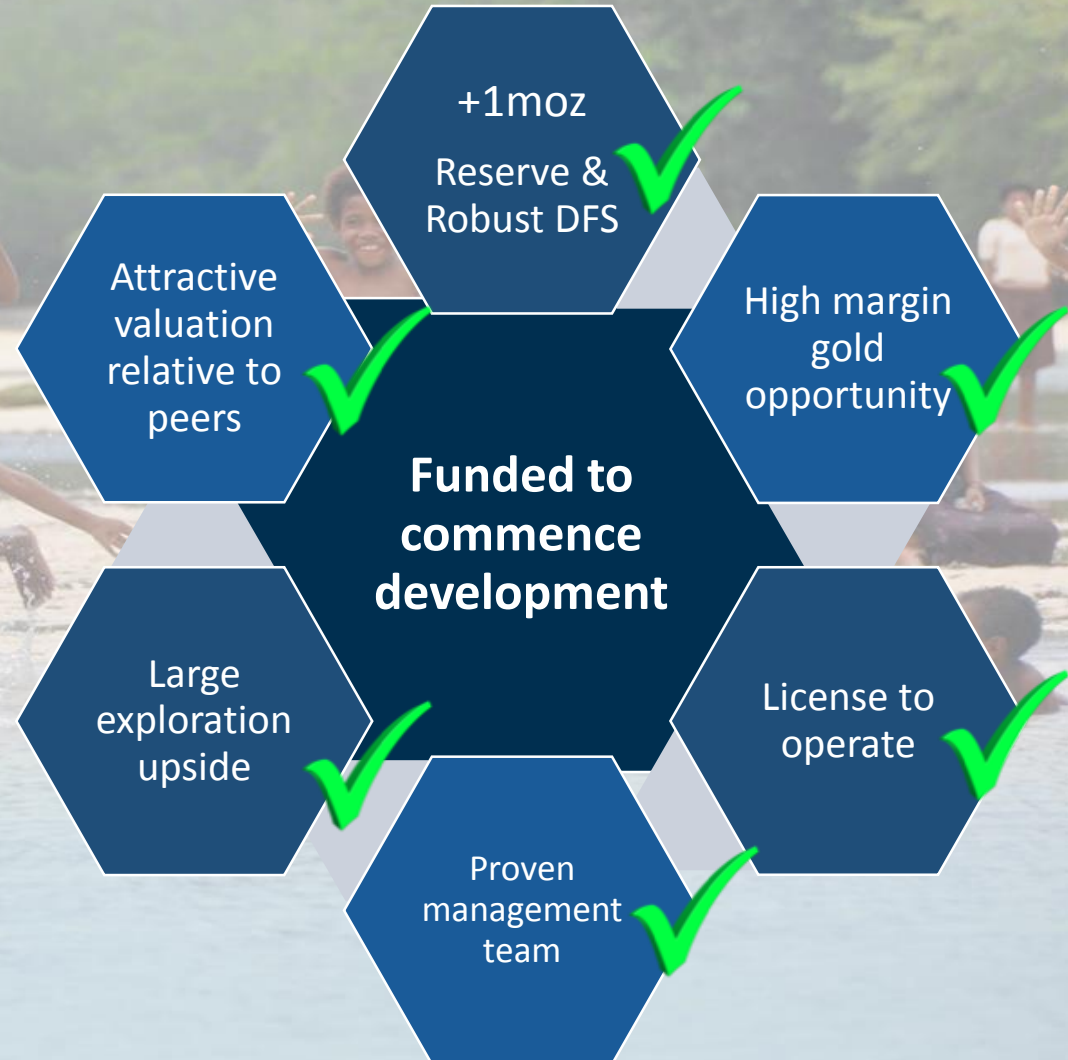 +1moz
Reserve &
Robust DFS
High margin
gold
opportunity
License to
operate
Proven
management
team
Large
exploration
upside
Attractive
valuation
relative to
peers
Funded to
commence
development